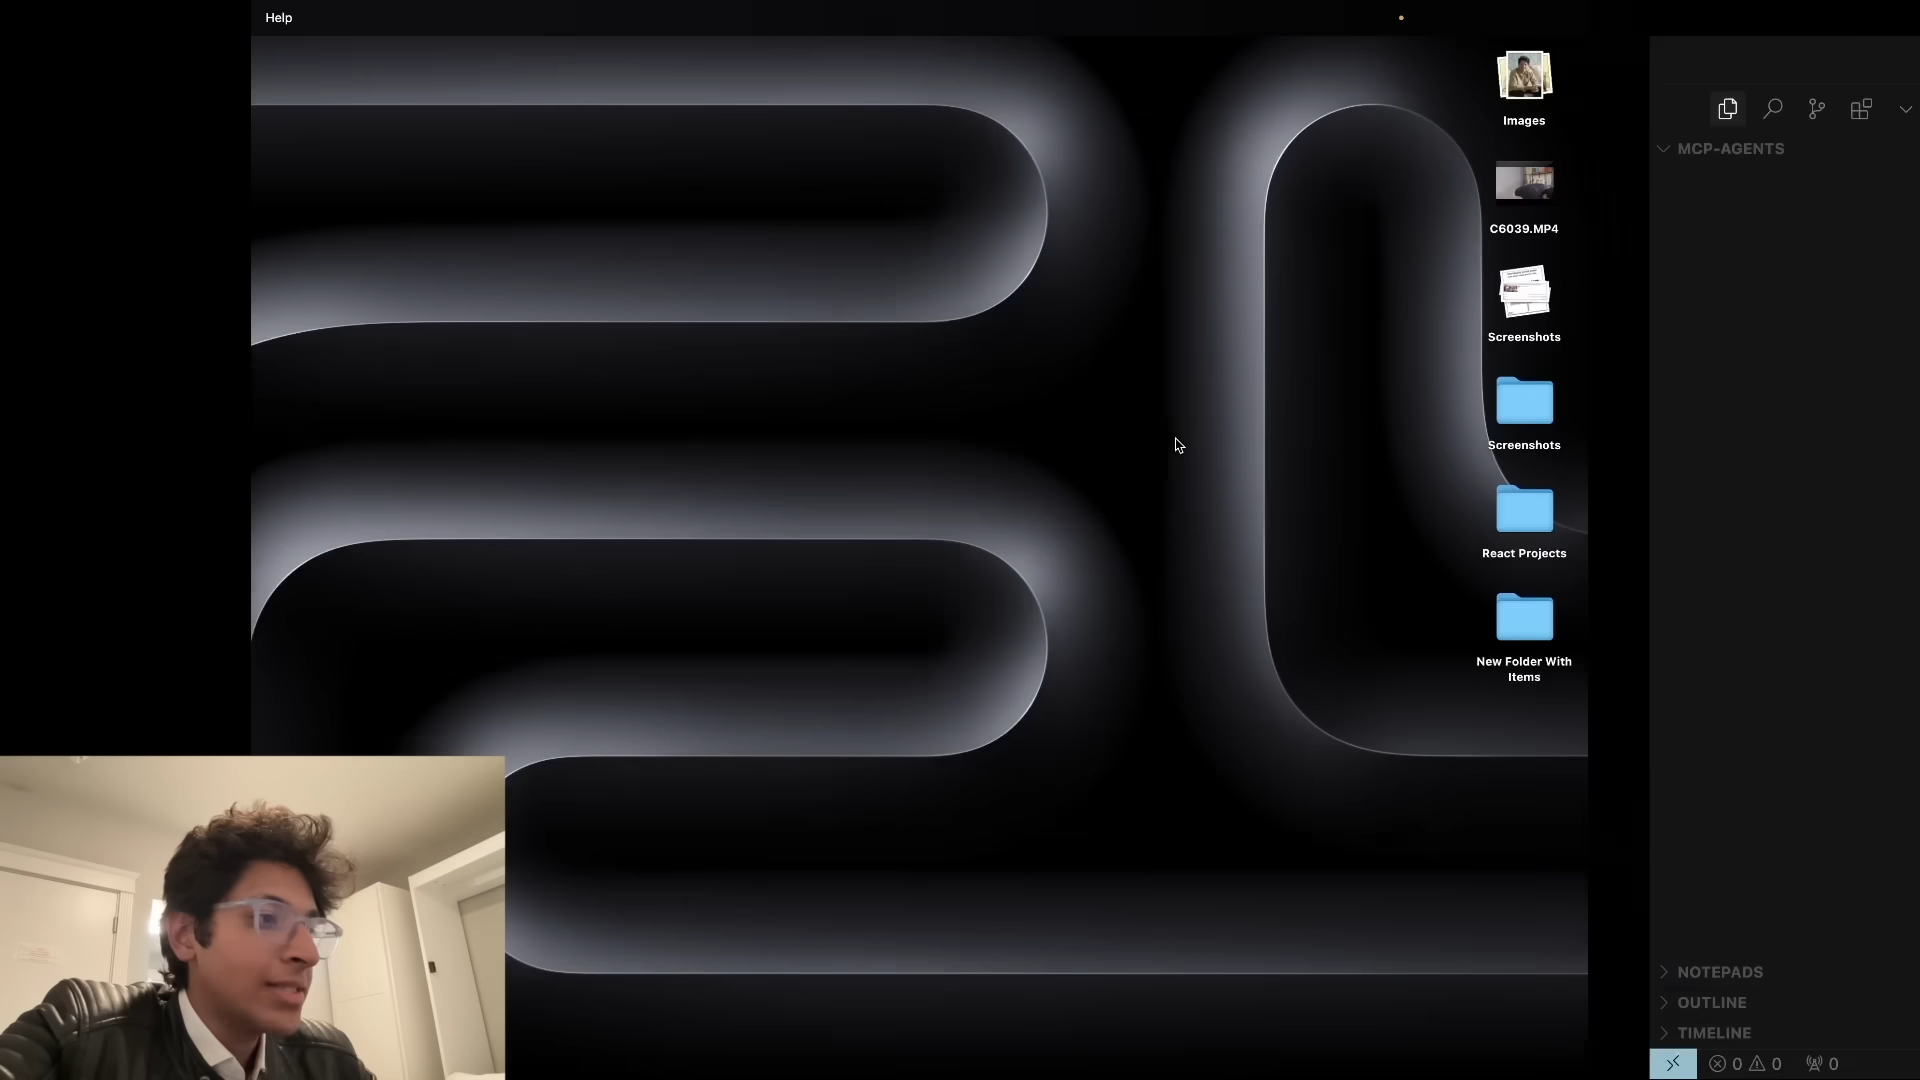 Help
Images
C6039.MP4
Screenshots
Screenshots
React Projects
New Folder With
Items
MCP-AGENTS
NOTEPADS
OUTLINE
TIMELINE
0 0 0